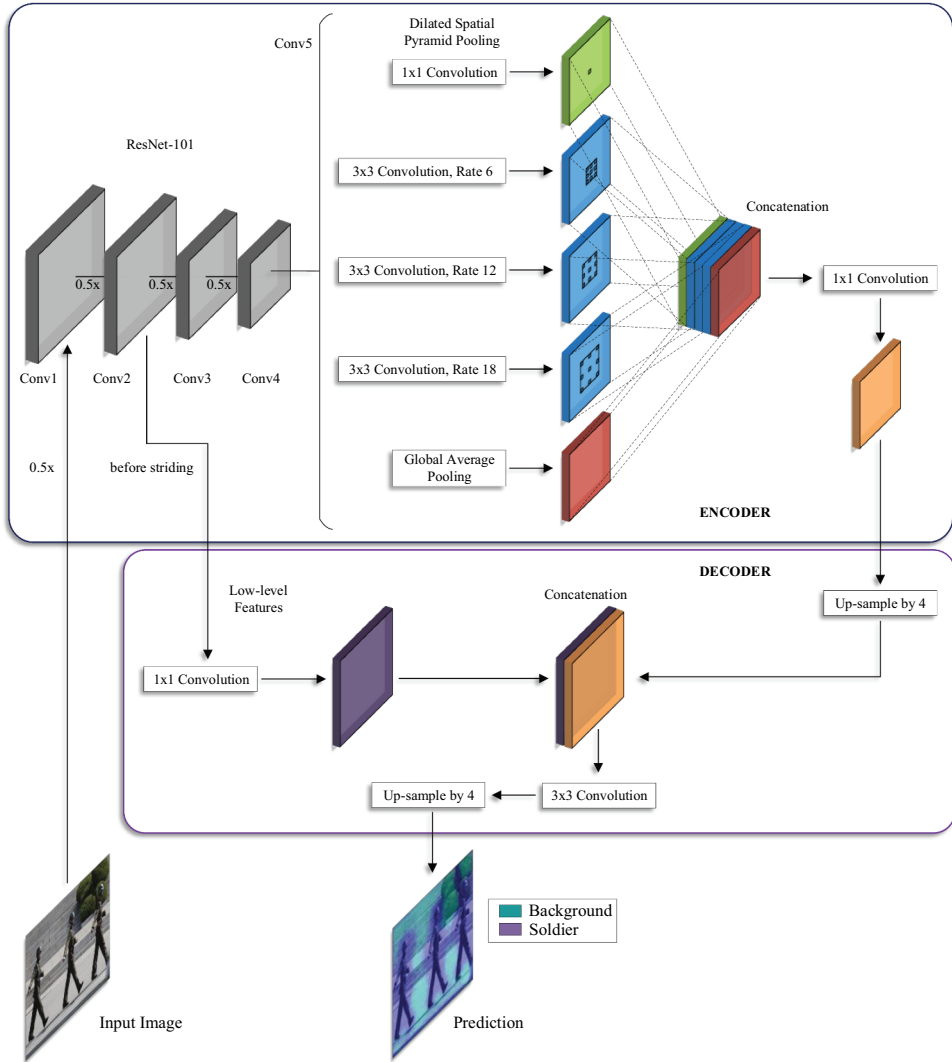 Conv5
Dilated Spatial
Pyramid Pooling
1x1 Convolution
ResNet-101
3x3 Convolution, Rate 6
Concatenation
0.5x
0.5x
0.5x
3x3 Convolution, Rate 12
1x1 Convolution
Conv1
Conv2
Conv3
Conv4
3x3 Convolution, Rate 18
0.5x
before striding
Global Average
Pooling
ENCODER
DECODER
Low-level
Features
Concatenation
Up-sample by 4
1x1 Convolution
Up-sample by 4
3x3 Convolution
Background
Soldier
Input Image
Prediction